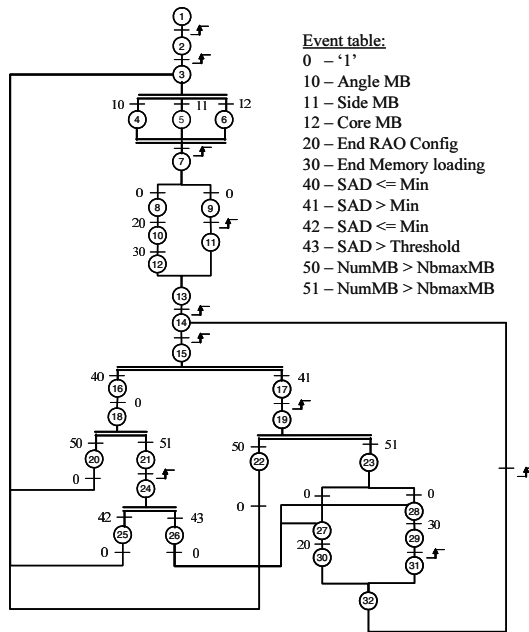 1
2
3
Event table:
0 – ‘1’
10 – Angle MB
11 – Side MB
12 – Core MB
20 – End RAO Config
30 – End Memory loading
40 – SAD <= Min
41 – SAD > Min
42 – SAD <= Min
43 – SAD > Threshold
50 – NumMB > NbmaxMB
51 – NumMB > NbmaxMB
10 11 12
4 5 6
7
0 0
8 9
20
10 11
30
12
13
14
15
40 41
16 17
0
18 19
50 51 50 51
20 21 22 23
0
24
0 0 0
28
42 43
25 26 27 30
29
0 0 20
30 31
32